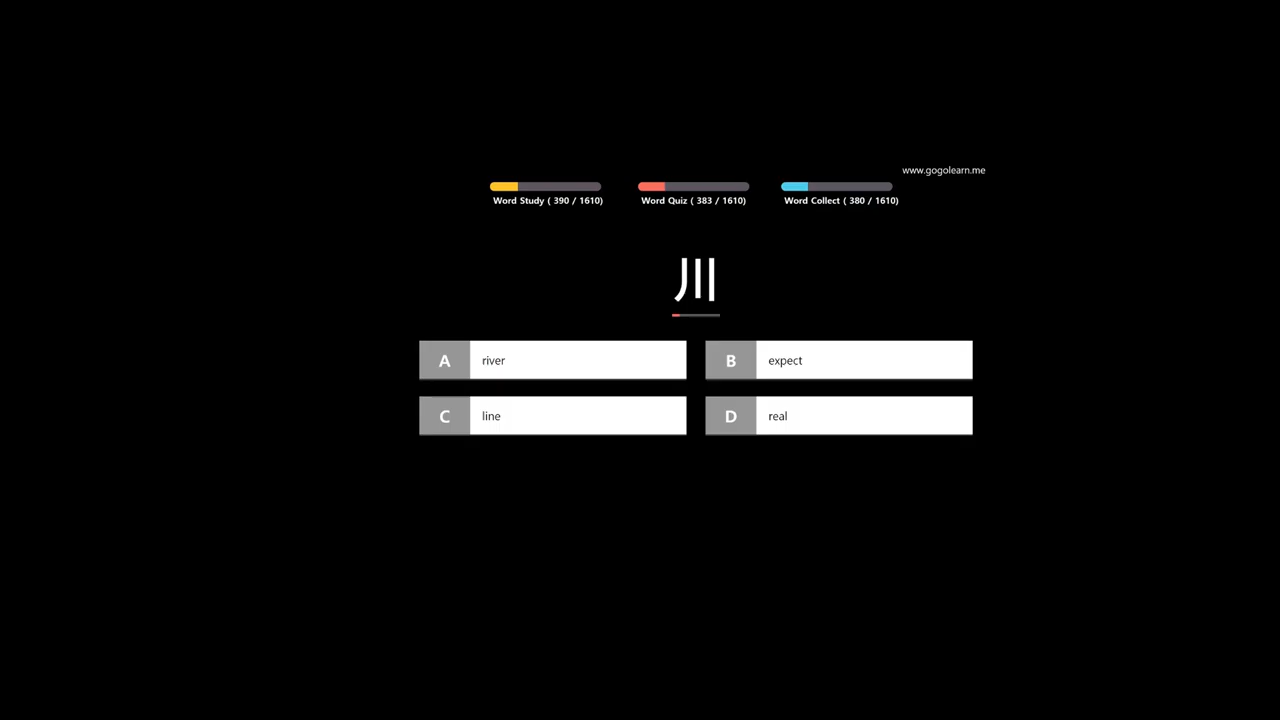 www.gogolearn.me
Word Study ( 390 / 1610)
Word Quiz ( 383 / 1610)
Word Collect ( 380 / 1610)
川
A river
B expect
C line
D real